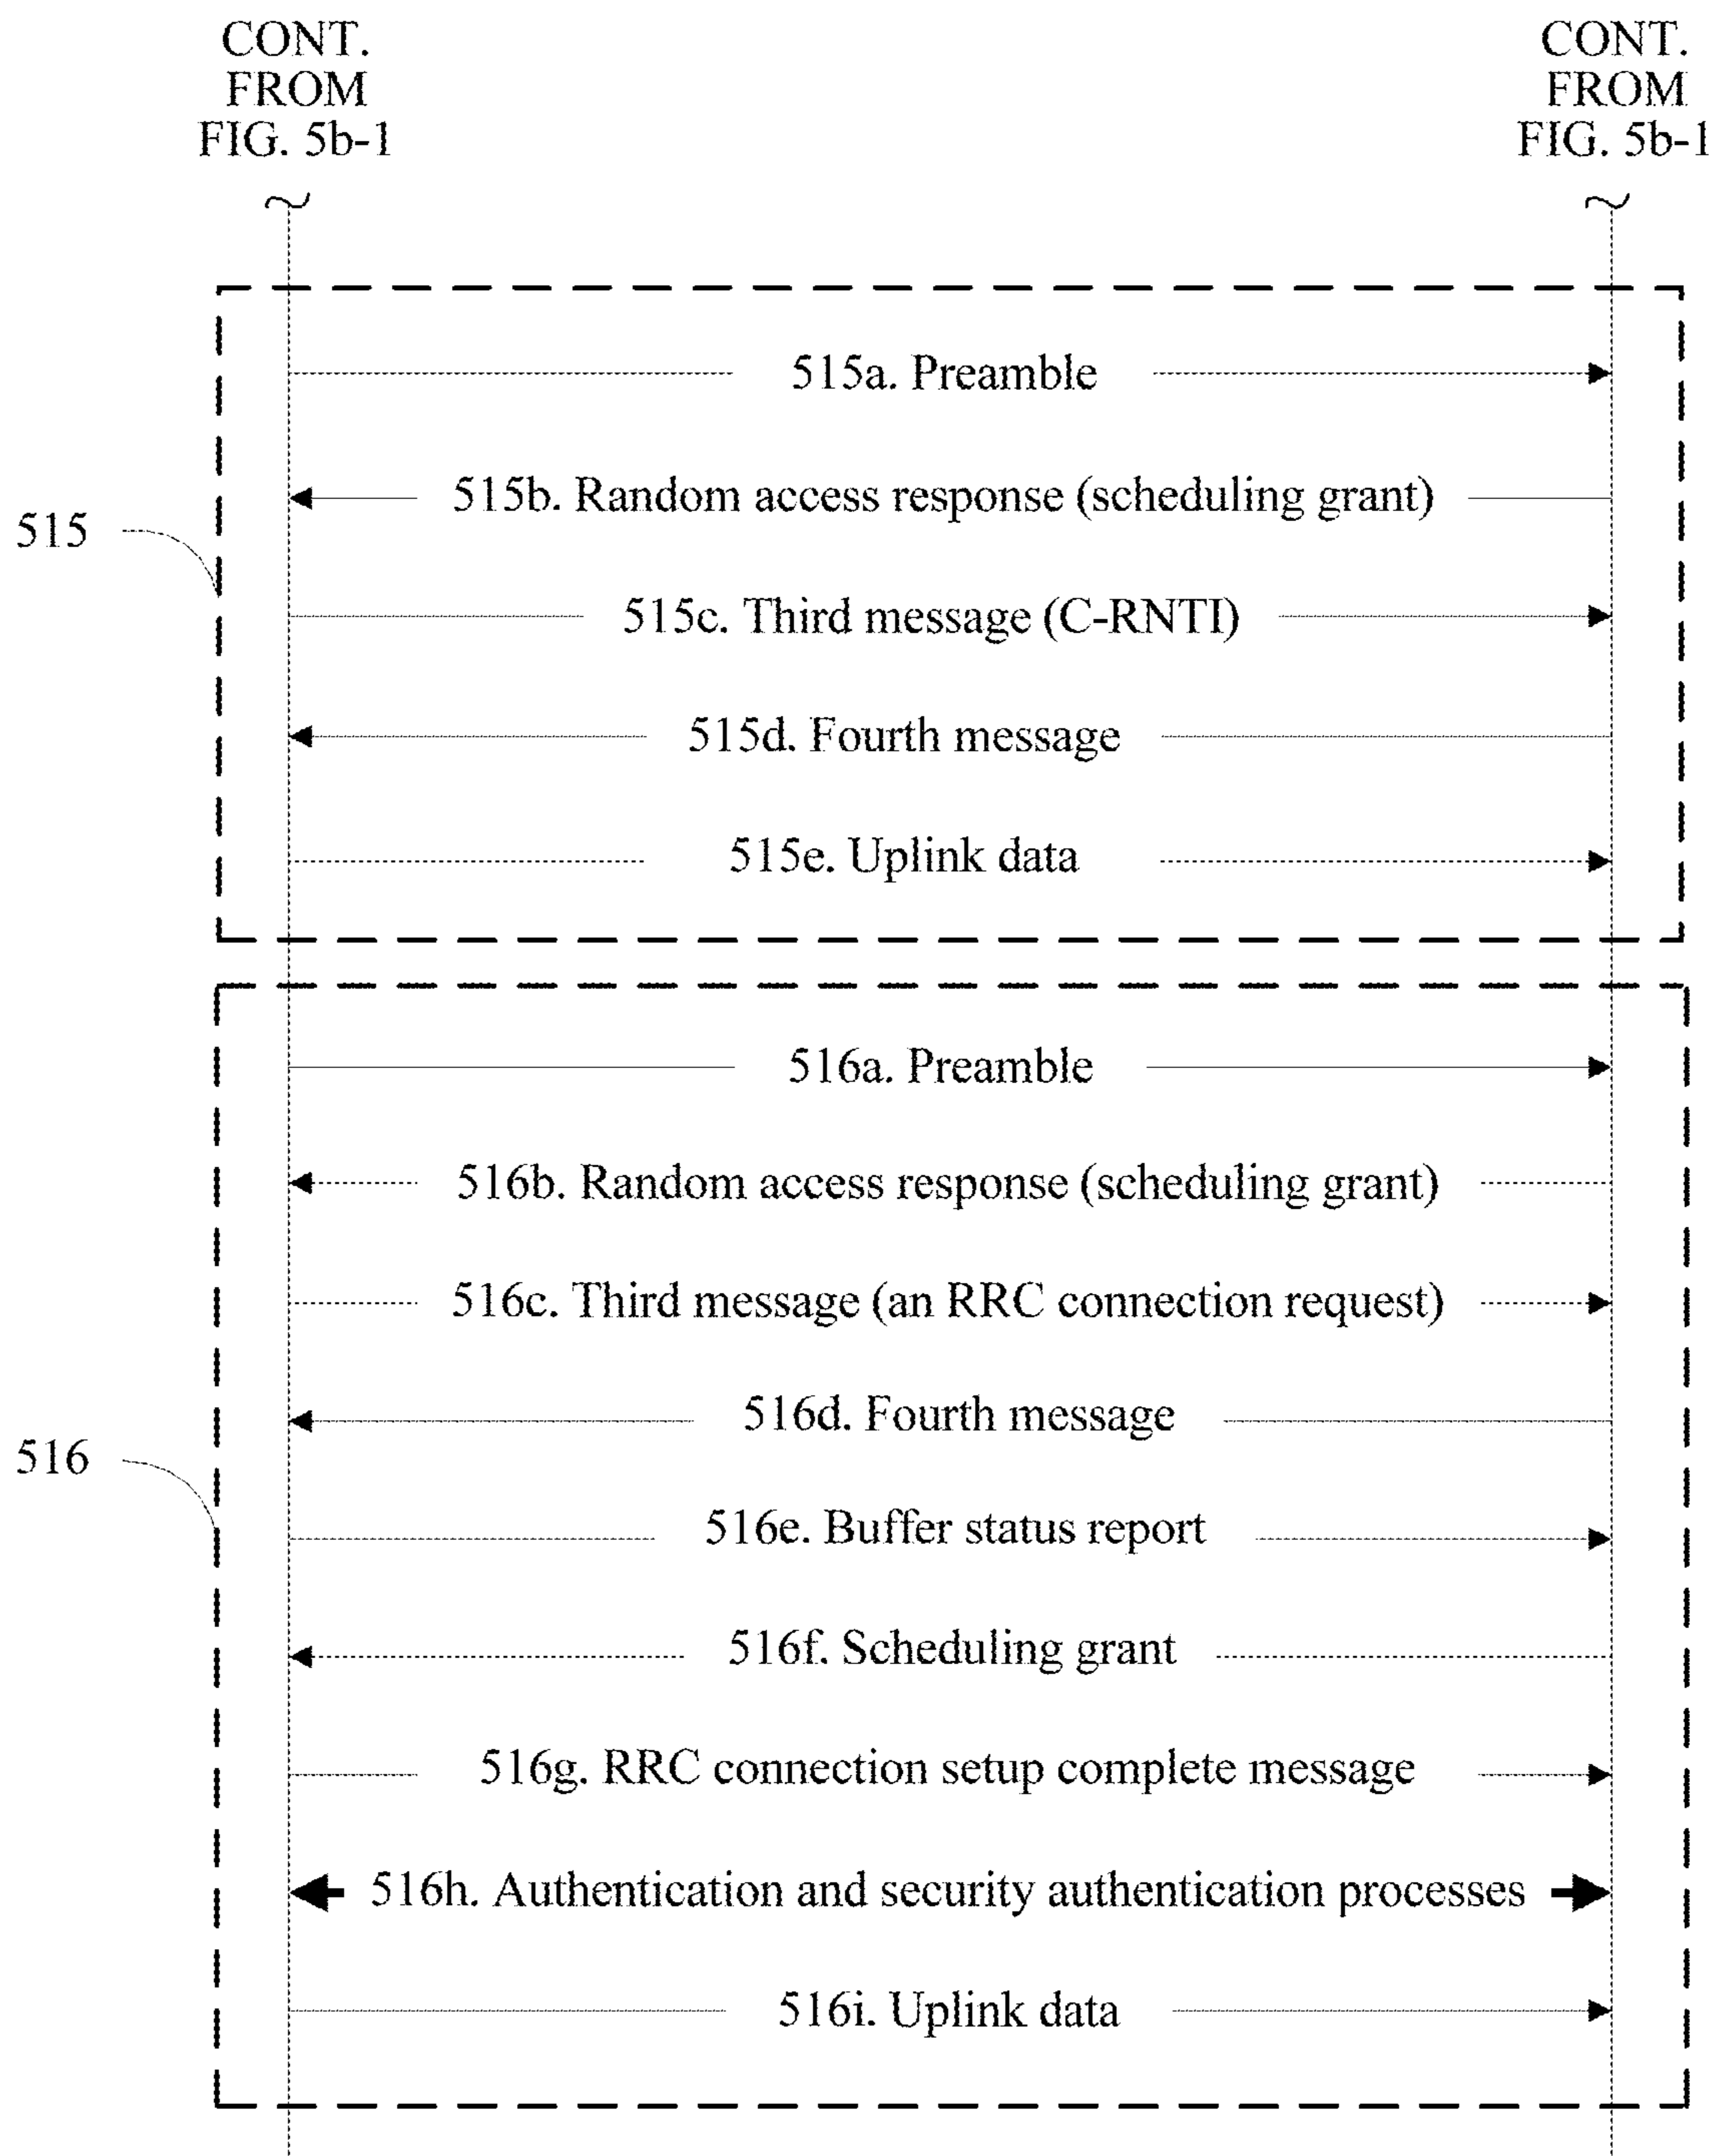 CONT.
FROM
FIG. 5b-1
CONT.
FROM
FIG. 5b-1
515
515a. Preamble
515b. Random access response (scheduling grant)
515c. Third message (C-RNTI)
515d. Fourth message
515e. Uplink data
516
516a. Preamble
516b. Random access response (scheduling grant)
516c. Third message (an RRC connection request)
516d. Fourth message
516e. Buffer status report
516f. Scheduling grant
516g. RRC connection setup complete message
516h. Authentication and security authentication processes
516i. Uplink data